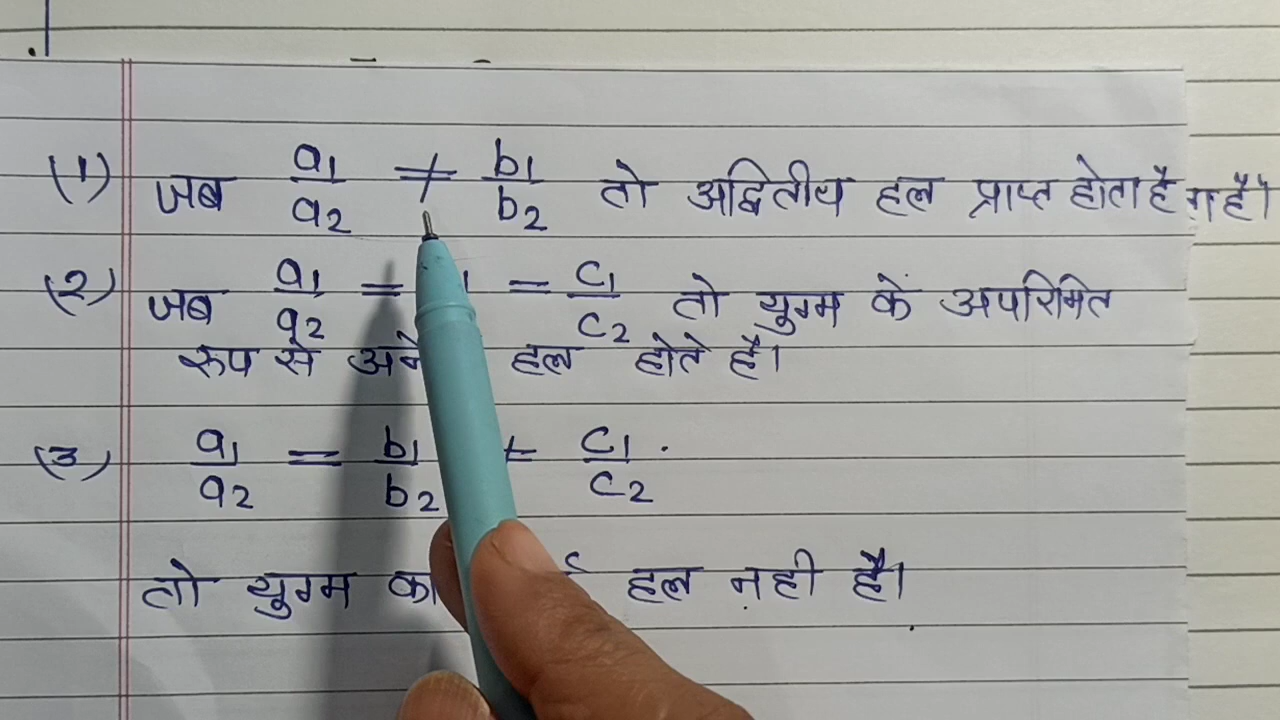 (1) जब a1/a2 ≠ b1/b2 तो अद्वितीय हल प्राप्त होता है
(2) जब a1/a2 = = c1/c2 तो युग्म के अपरिमित
रूप से हल होते है।
(3) a1/a2 = b1/b2 ≠ c1/c2
तो युग्म का हल नही है।